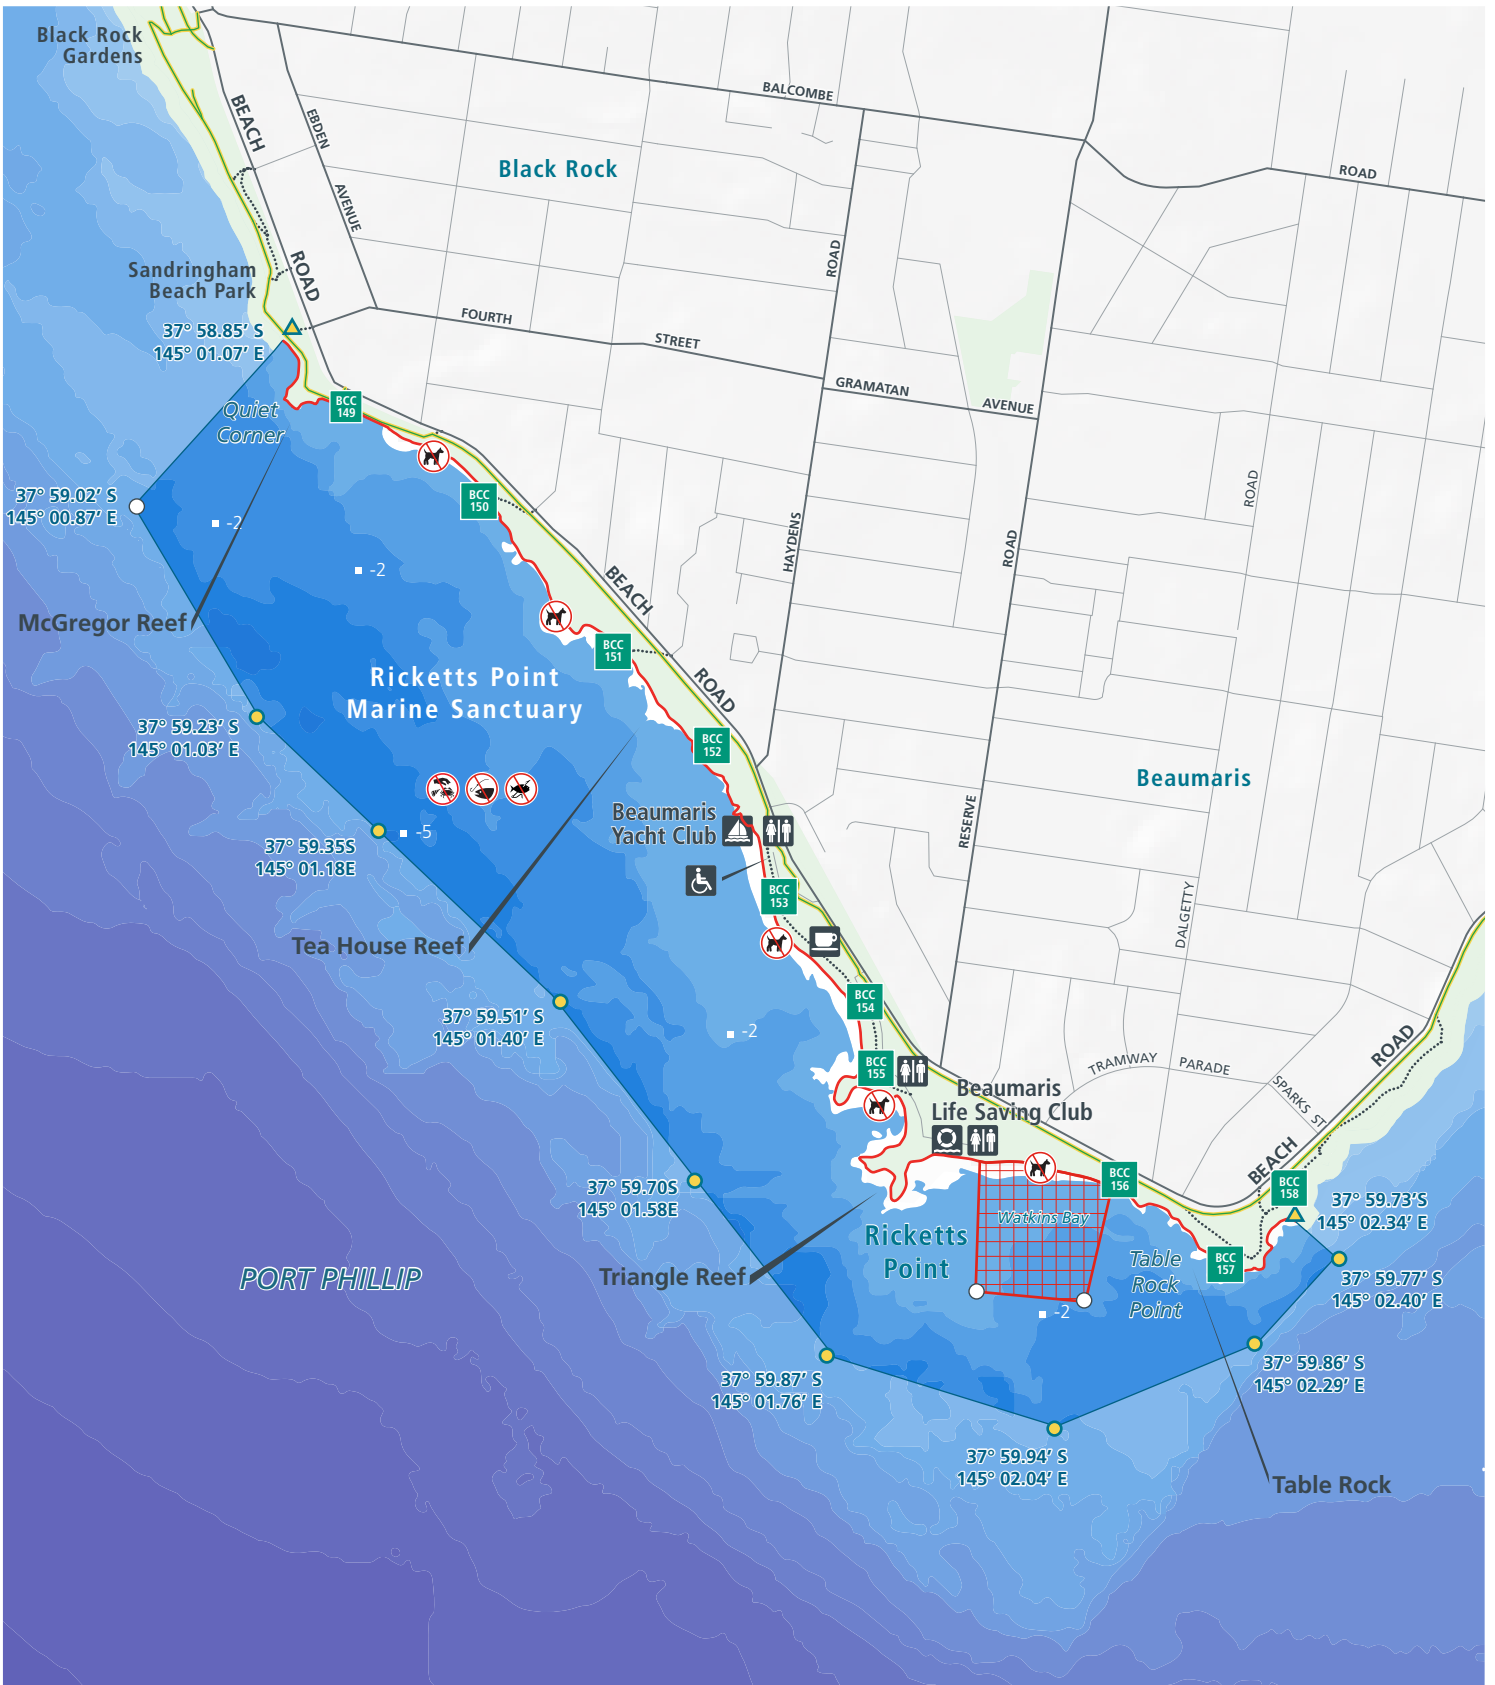 Black Rock
Gardens
BEACH
EBDEN
BALCOMBE
Black Rock
ROAD
AVENUE
ROAD
Sandringham
Beach Park
ROAD
37° 58.85’ S
145° 01.07’ E
FOURTH
STREET
GRAMATAN
AVENUE
BCC
149
Quiet
Corner
37° 59.02’ S
145° 00.87’ E
-2
BCC
150
ROAD
HAYDENS
ROAD
-2
BEACH
McGregor Reef
BCC
151
Ricketts Point
Marine Sanctuary
ROAD
37° 59.23’ S
145° 01.03’ E
BCC
152
Beaumaris
Beaumaris
Yacht Club
RESERVE
-5
37° 59.35S
145° 01.18E
BCC
153
DALGETTY
Tea House Reef
BCC
154
37° 59.51’ S
145° 01.40’ E
-2
ROAD
BCC
155
TRAMWAY
PARADE
SPARKS ST
Beaumaris
Life Saving Club
BEACH
BCC
156
BCC
158
37° 59.70S
145° 01.58E
37° 59.73’S
145° 02.34’ E
Watkins Bay
Ricketts
Point
Table
Rock
Point
BCC
157
PORT PHILLIP
Triangle Reef
37° 59.77’ S
145° 02.40’ E
-2
37° 59.87’ S
145° 01.76’ E
37° 59.86’ S
145° 02.29’ E
37° 59.94’ S
145° 02.04’ E
Table Rock